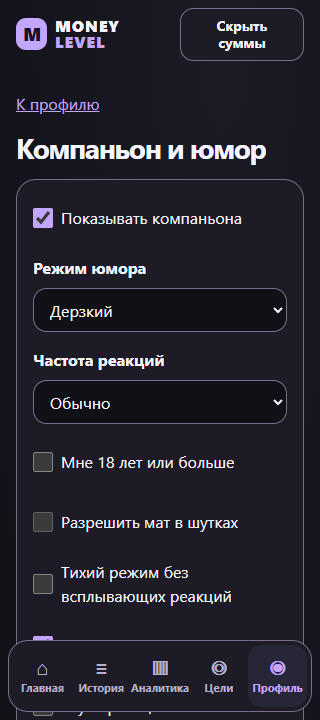 M MONEY
LEVEL
Скрыть
суммы
К профилю
Компаньон и юмор
Показывать компаньона
Режим юмора
Дерзкий
Частота реакций
Обычно
Мне 18 лет или больше
Разрешить мат в шутках
Тихий режим без
всплывающих реакций
Главная
История
Аналитика
Цели
Профиль